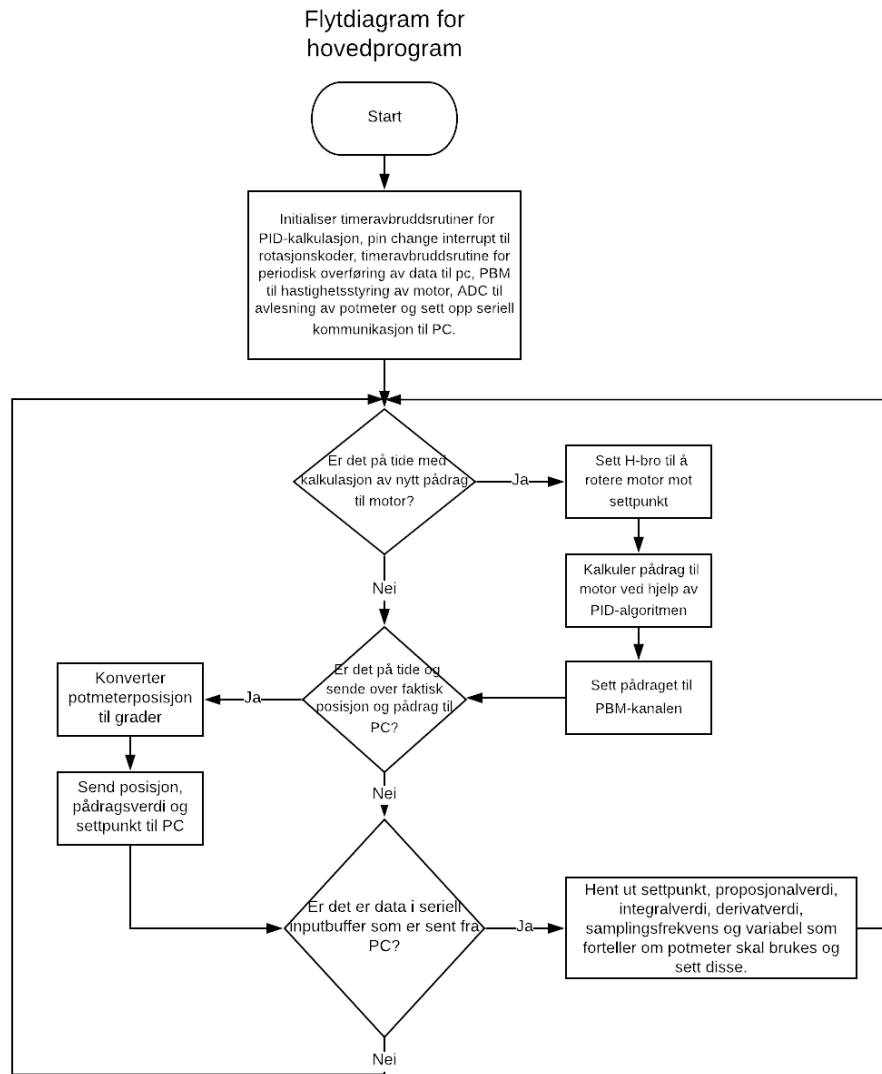 Flytdiagram for
hovedprogram
Start
Initialiser timeravbruddsrutiner for
PID-kalkulasjon, pin change interrupt til
rotasjonskoder, timeravbruddsrutine for
periodisk overføring av data til pc, PBM
til hastighetsstyring av motor, ADC til
avlesning av potmeter og sett opp seriell
kommunikasjon til PC.
Er det på tide med
kalkulasjon av nytt pådrag
til motor?
Ja
Sett H-bro til å
rotere motor mot
settpunkt
Nei
Kalkuler pådrag til
motor ved hjelp av
PID-algoritmen
Sett pådraget til
PBM-kanalen
Er det på tide og
sende over faktisk
posisjon og pådrag til
PC?
Ja
Konverter
potmeterposisjon
til grader
Send posisjon,
pådragsverdi og
settpunkt til PC
Nei
Er det er data i seriell
inputbuffer som er sent fra
PC?
Ja
Hent ut settpunkt, proposjonalverdi,
integralverdi, derivatverdi,
samplingsfrekvens og variabel som
forteller om potmeter skal brukes og
sett disse.
Nei